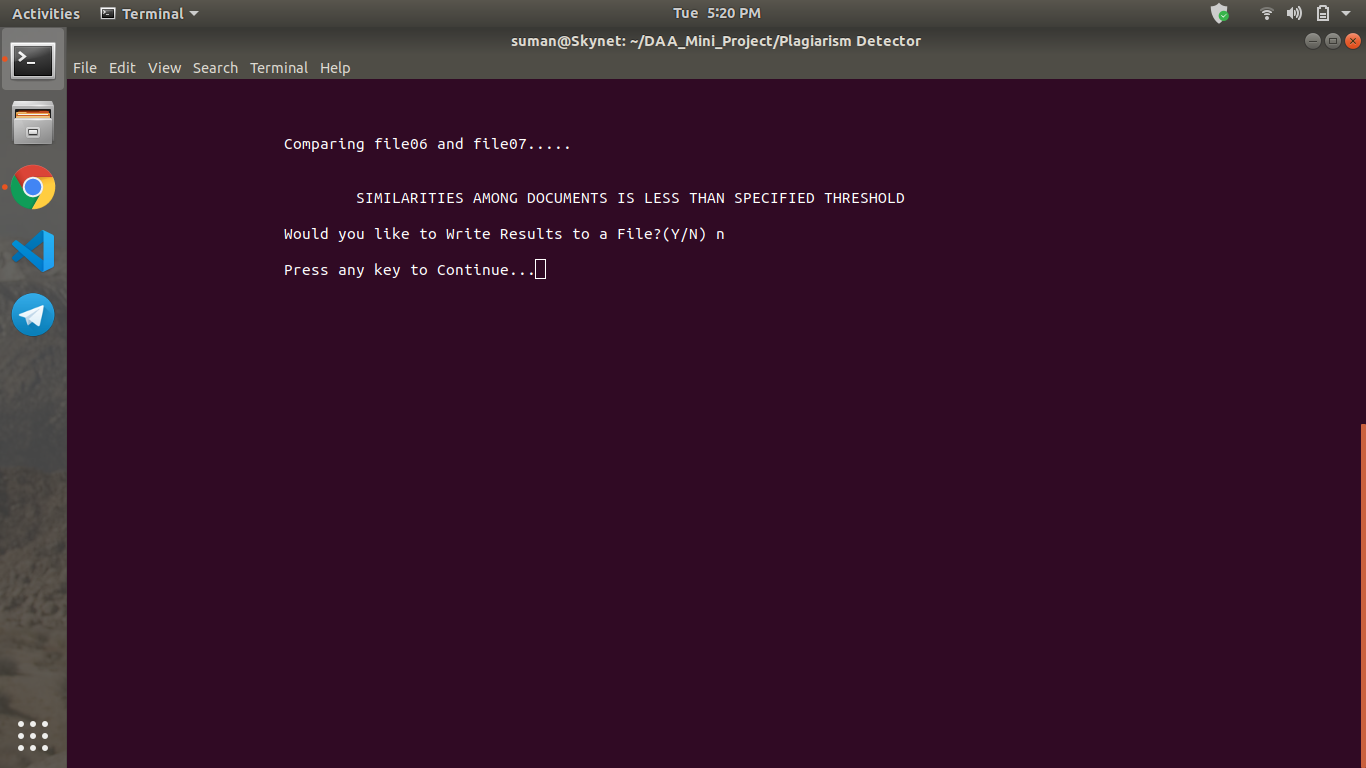 Activities Terminal Tue 5:20 PM
suman@Skynet: ~/DAA_Mini_Project/Plagiarism Detector
File Edit View Search Terminal Help
Comparing file06 and file07.....
SIMILARITIES AMONG DOCUMENTS IS LESS THAN SPECIFIED THRESHOLD
Would you like to Write Results to a File?(Y/N) n
Press any key to Continue...